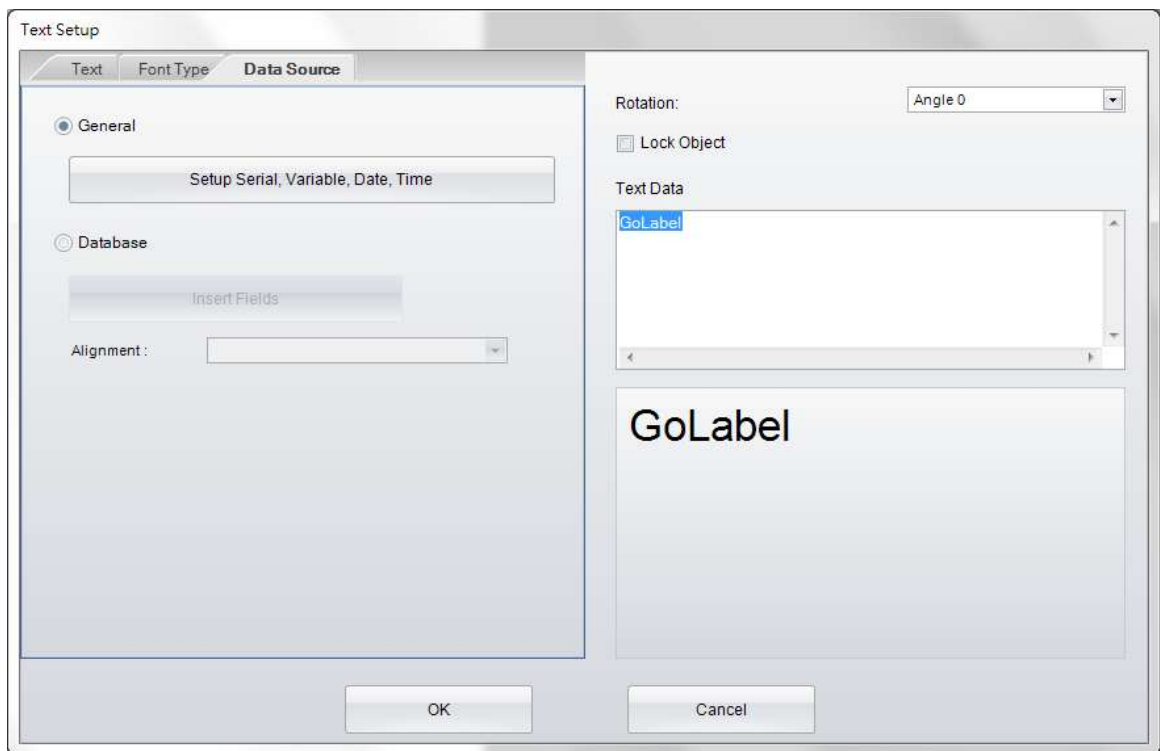 Text Setup
Text Font Type Data Source
General
Setup Serial, Variable, Date, Time
Database
Insert Fields
Alignment :
Rotation: Angle 0
Lock Object
Text Data
GoLabel
GoLabel
OK Cancel